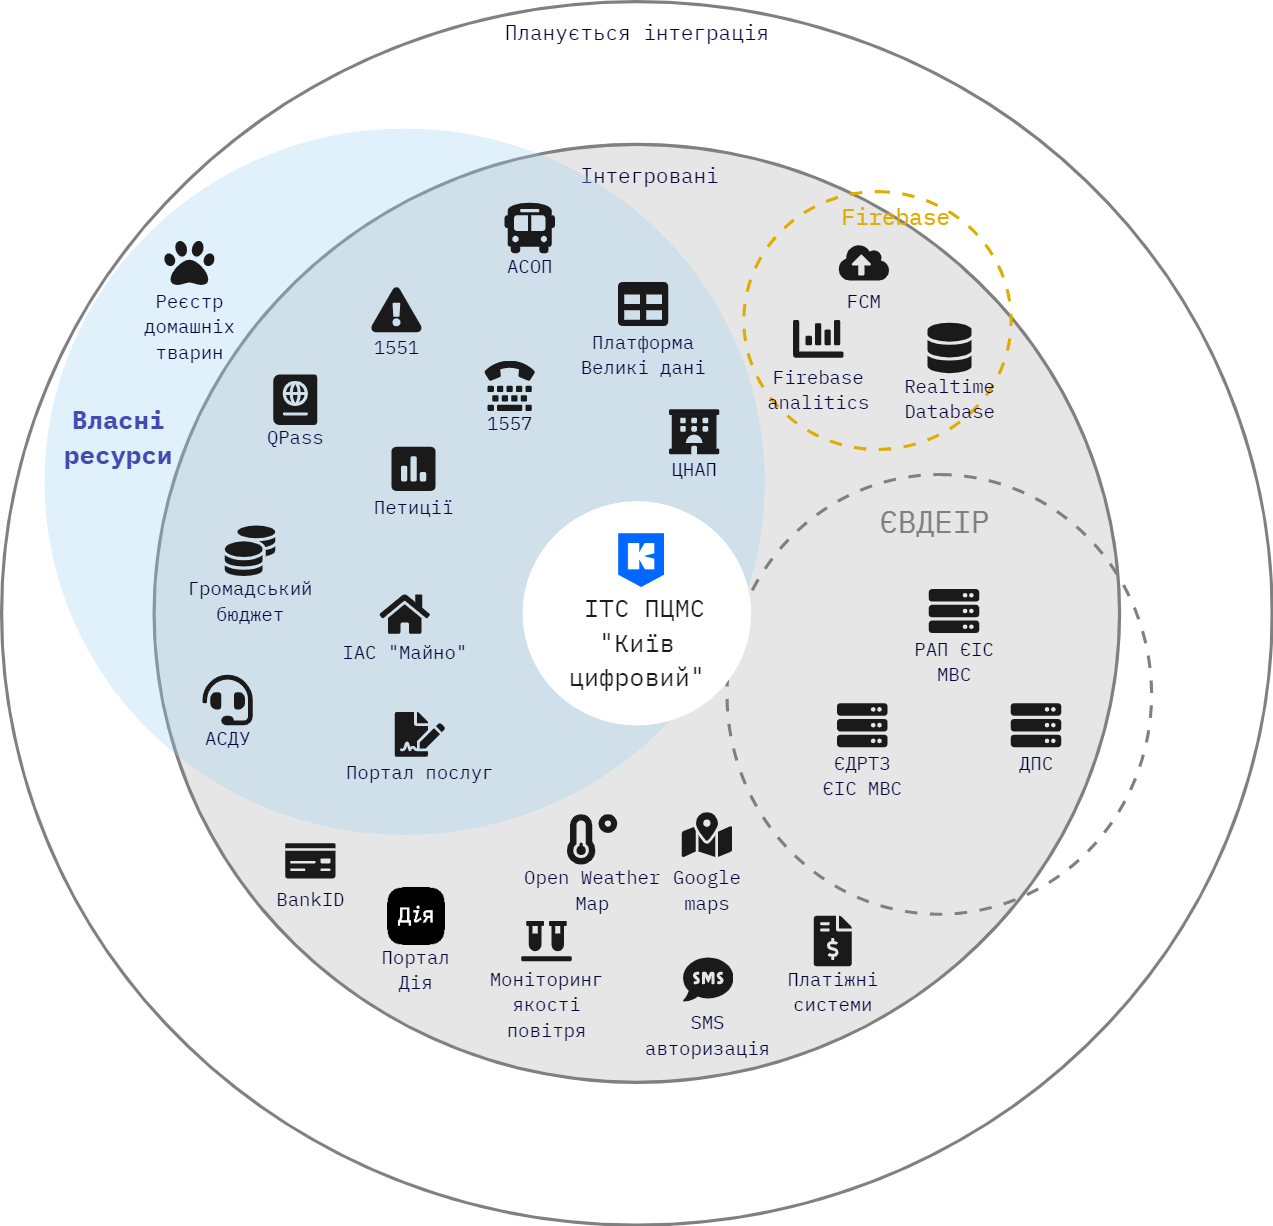 Планується інтеграція
Інтегровані
Firebase
АСОП
Реєстр
домашніх
тварин
1551
Платформа
Великі дані
FCM
Firebase
analitics
Realtime
Database
Власні
ресурси
QPass
1557
ЦНАП
Петиції
ЄВДЕІР
Громадський
бюджет
ІАС "Майно"
ІТС ПЦМС
"Київ
цифровий"
РАП ЄІС
МВС
АСДУ
Портал послуг
ЄДРТЗ
ЄІС МВС
ДПС
BankID
Дія
Портал
Дія
Open Weather
Map
Google
maps
Моніторинг
якості
повітря
SMS
SMS
авторизація
Платіжні
системи